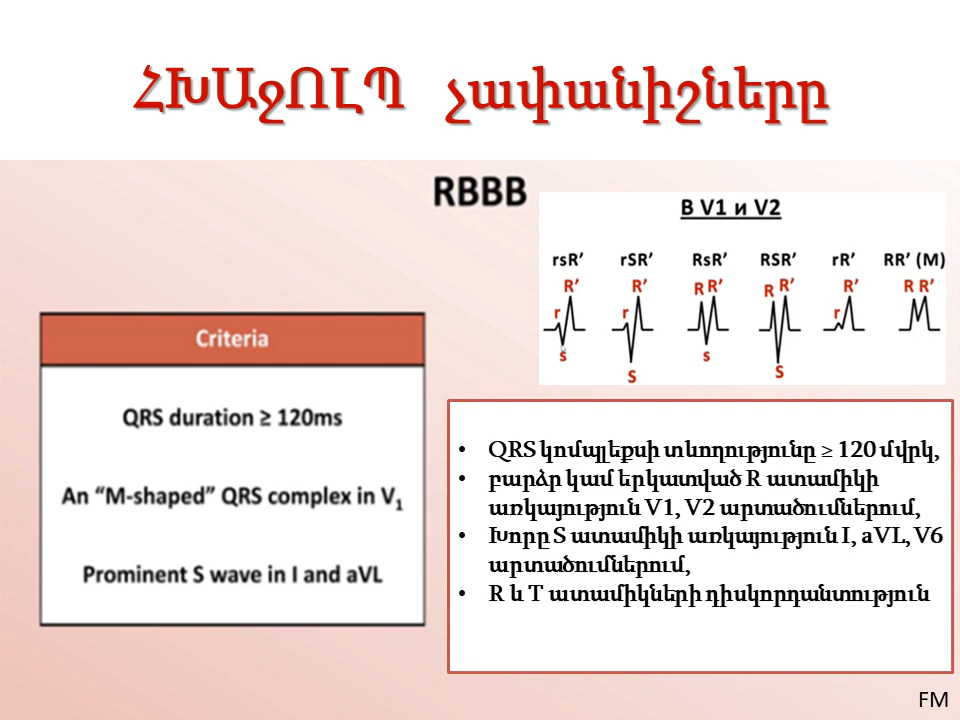 ՀԽԱջՈԼՊ չափանիշները
RBBB
В V1 и V2
rsR’ rSR’ RsR’ RSR’ rR’ RR’ (M)
R’ R’ R R’ R R’ R’ R R’
r r r
s S s S
Criteria
QRS duration ≥ 120ms
An “M-shaped” QRS complex in V₁
Prominent S wave in I and aVL
• QRS կոմպլեքսի տևողությունը ≥ 120 մվրկ,
• բարձր կամ երկատված R ատամիկի
առկայություն V1, V2 արտածումներում,
• Խորը S ատամիկի առկայություն I, aVL, V6
արտածումներում,
• R և T ատամիկների դիսկորդանտություն
FM